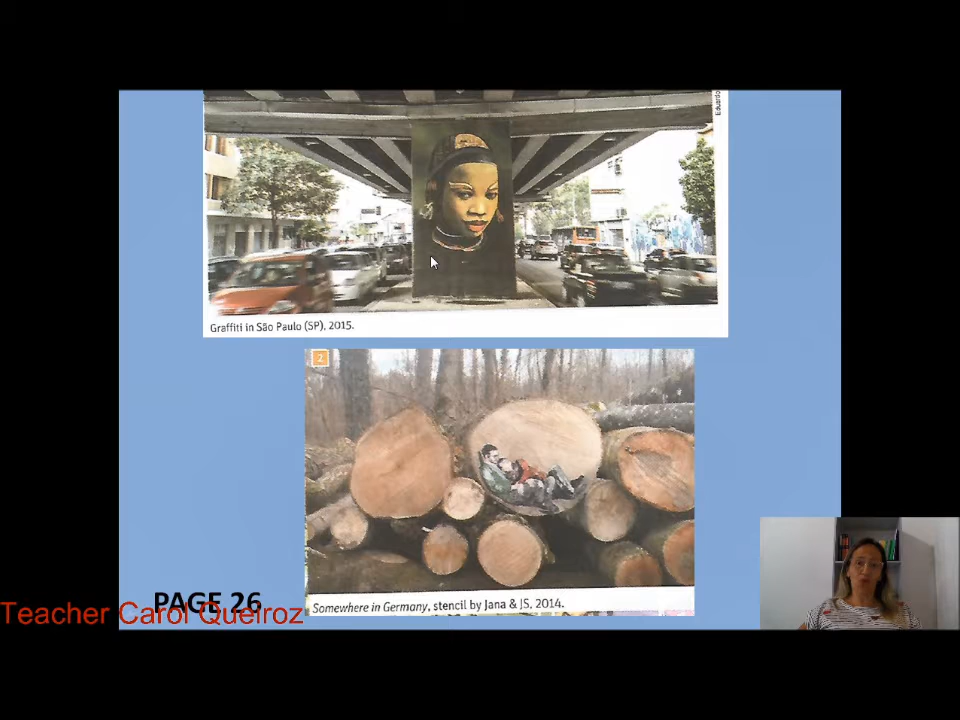 Eduardo
Graffiti in São Paulo (SP), 2015.
2
Somewhere in Germany, stencil by Jana & JS, 2014.
PAGE 26
Teacher Carol Queiroz